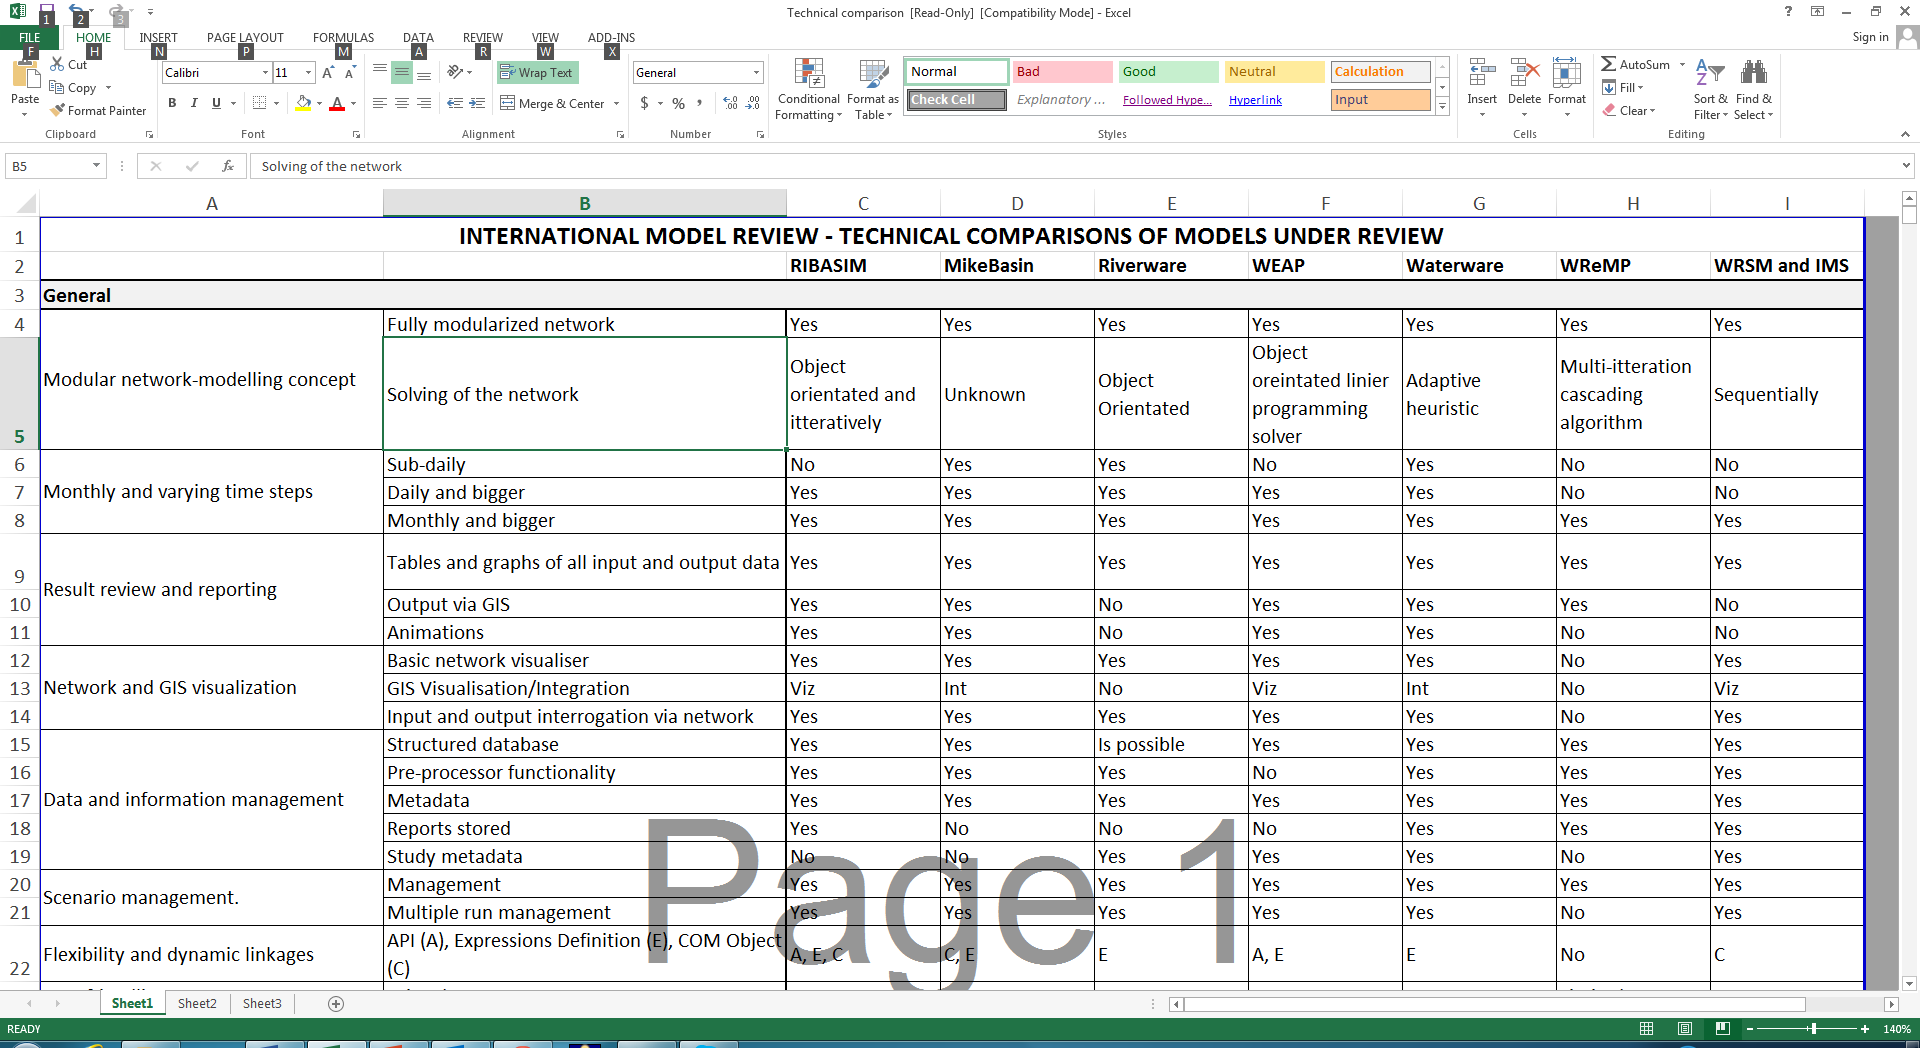 Technical comparison [Read-Only] [Compatibility Mode] - Excel
1 2 3
Sign in
FILE HOME INSERT PAGE LAYOUT FORMULAS DATA REVIEW VIEW ADD-INS
F H N P M A R W X
Paste
Cut
Copy
Format Painter
Clipboard
Calibri 11
B I U
Font
Wrap Text
Merge & Center
Alignment
General
$ % ,
Number
Conditional Formatting
Format as Table
Normal Bad Good Neutral Calculation
Check Cell Explanatory ... Followed Hype... Hyperlink Input
Styles
Insert Delete Format
Cells
AutoSum
Fill
Clear
Sort & Filter
Find & Select
Editing
B5 fx Solving of the network
A B C D E F G H I
1 INTERNATIONAL MODEL REVIEW - TECHNICAL COMPARISONS OF MODELS UNDER REVIEW
2 RIBASIM MikeBasin Riverware WEAP Waterware WReMP WRSM and IMS
3 General
Modular network-modelling concept
4 Fully modularized network Yes Yes Yes Yes Yes Yes Yes
5 Solving of the network Object orientated and itteratively Unknown Object Orientated Object oreintated linier programming solver Adaptive heuristic Multi-itteration cascading algorithm Sequentially
Monthly and varying time steps
6 Sub-daily No Yes Yes No Yes No No
7 Daily and bigger Yes Yes Yes Yes Yes No No
8 Monthly and bigger Yes Yes Yes Yes Yes Yes Yes
Result review and reporting
9 Tables and graphs of all input and output data Yes Yes Yes Yes Yes Yes Yes
10 Output via GIS Yes Yes No Yes Yes Yes No
11 Animations Yes Yes No Yes Yes No No
Network and GIS visualization
12 Basic network visualiser Yes Yes Yes Yes Yes No Yes
13 GIS Visualisation/Integration Viz Int No Viz Int No Viz
14 Input and output interrogation via network Yes Yes Yes Yes Yes No Yes
Data and information management
15 Structured database Yes Yes Is possible Yes Yes Yes Yes
16 Pre-processor functionality Yes Yes Yes No Yes Yes Yes
17 Metadata Yes Yes Yes Yes Yes Yes Yes
18 Reports stored Yes No No No Yes Yes Yes
19 Study metadata No No Yes Yes Yes No Yes
Scenario management.
20 Management Yes Yes Yes Yes Yes Yes Yes
21 Multiple run management Yes Yes Yes Yes Yes No Yes
Flexibility and dynamic linkages
22 API (A), Expressions Definition (E), COM Object (C) A, E, C C, E E A, E E No C
Page 1
Sheet1 Sheet2 Sheet3
READY 140%